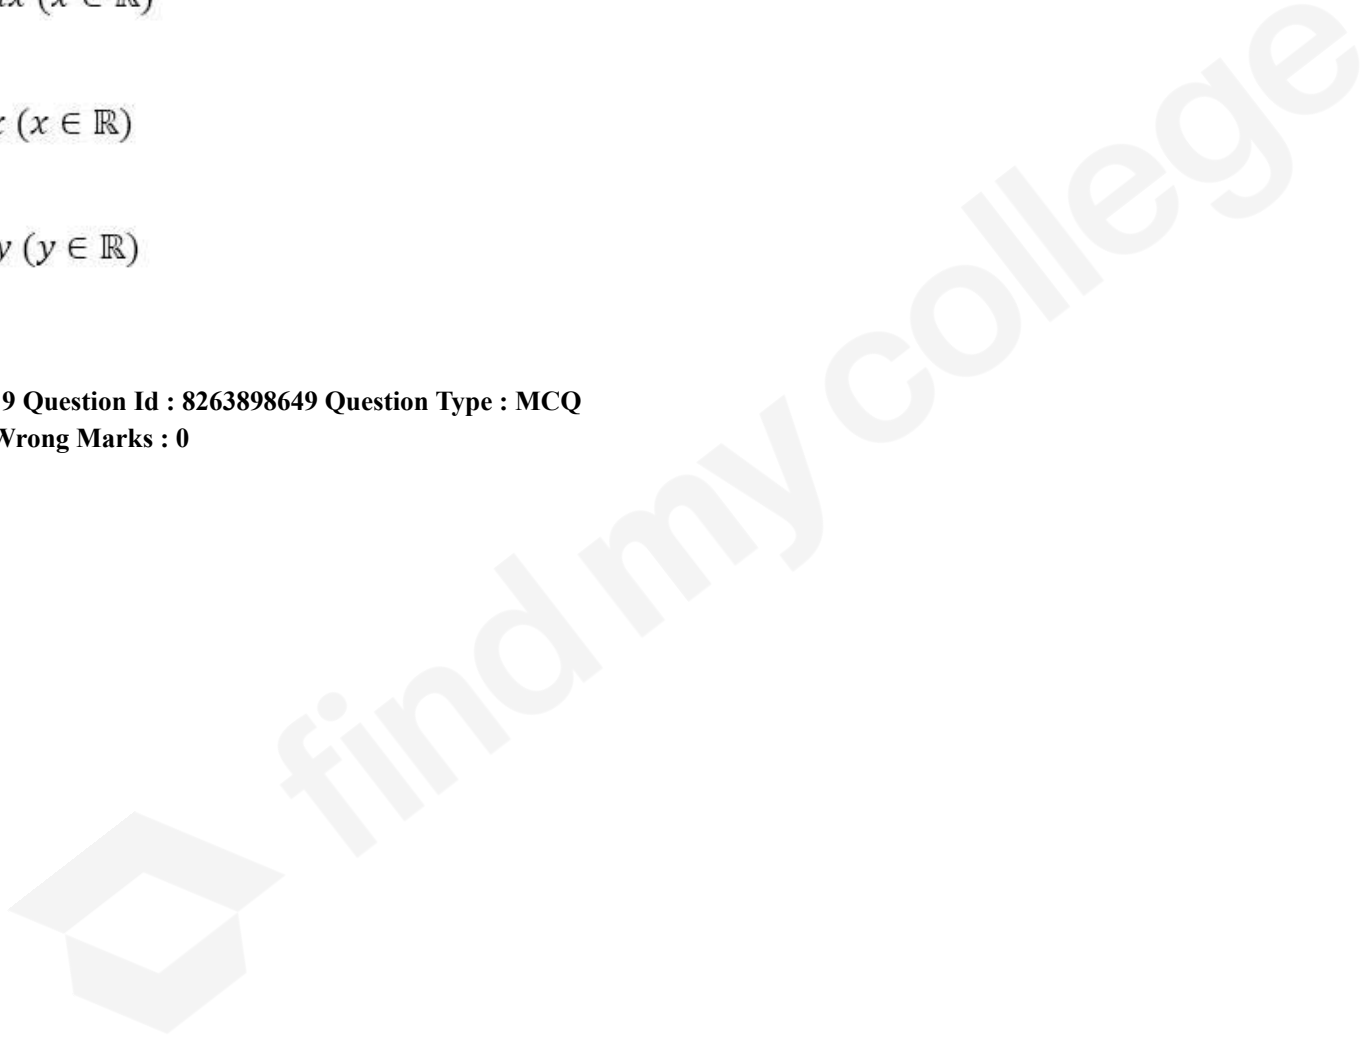 (x ∈ ℝ)
(x ∈ ℝ)
y (y ∈ ℝ)
9 Question Id : 8263898649 Question Type : MCQ
Wrong Marks : 0
find my college